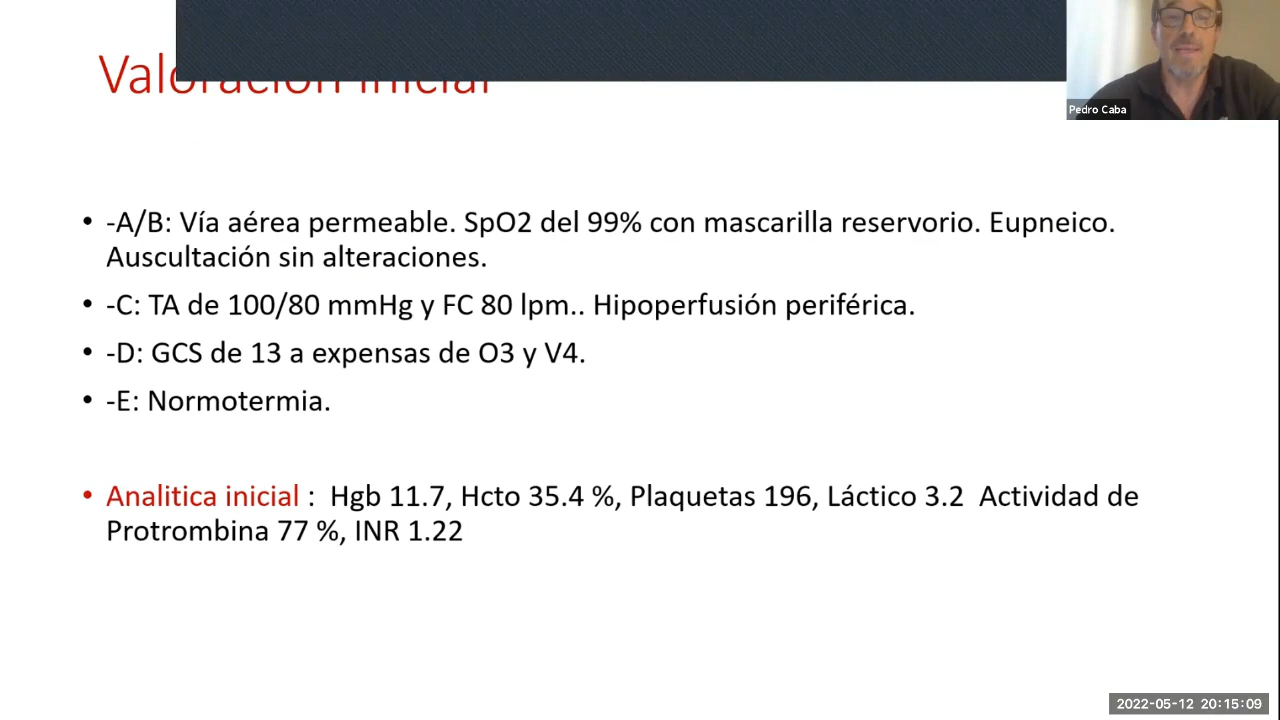 Valoración inicial
Pedro Caba
• -A/B: Vía aérea permeable. SpO2 del 99% con mascarilla reservorio. Eupneico.
Auscultación sin alteraciones.
• -C: TA de 100/80 mmHg y FC 80 lpm.. Hipoperfusión periférica.
• -D: GCS de 13 a expensas de O3 y V4.
• -E: Normotermia.
• Analitica inicial : Hgb 11.7, Hcto 35.4 %, Plaquetas 196, Láctico 3.2 Actividad de
Protrombina 77 %, INR 1.22
2022-05-12 20:15:09